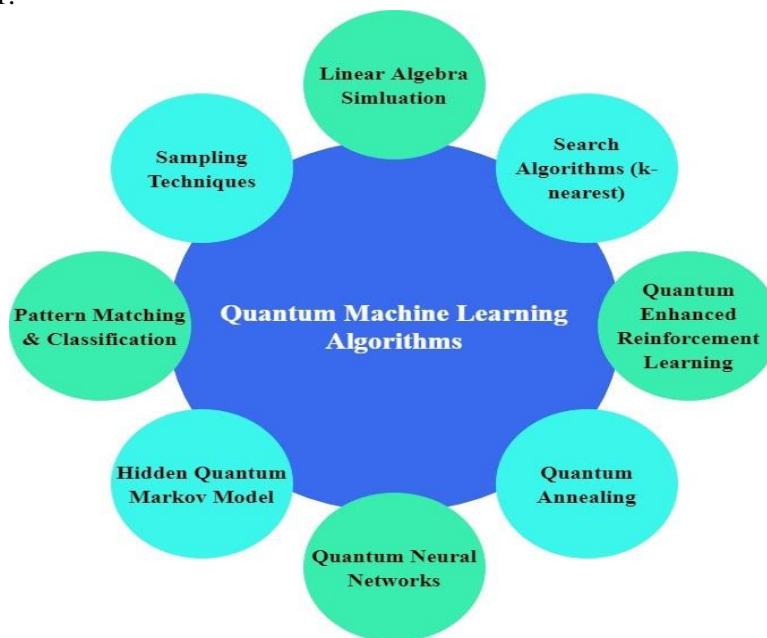 Linear Algebra
Simluation
Sampling
Techniques
Search
Algorithms (k-
nearest)
Pattern Matching
& Classification
Quantum Machine Learning
Algorithms
Quantum
Enhanced
Reinforcement
Learning
Hidden Quantum
Markov Model
Quantum
Annealing
Quantum Neural
Networks